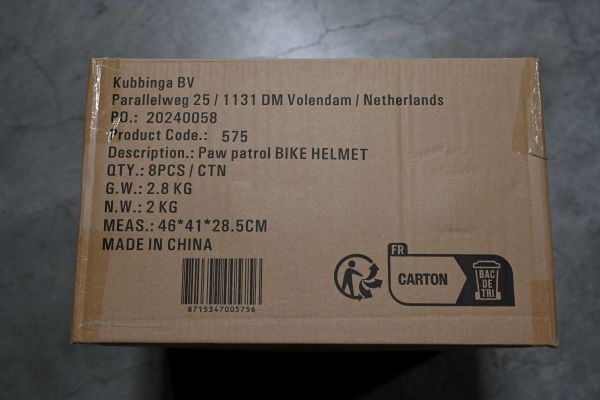 Kubbinga BV
Parallelweg 25 / 1131 DM Volendam / Netherlands
PO.: 20240058
Product Code.: 575
Description.: Paw patrol BIKE HELMET
QTY.: 8PCS / CTN
G.W.: 2.8 KG
N.W.: 2 KG
MEAS.: 46*41*28.5CM
MADE IN CHINA
8715347005756
FR
CARTON
BAC
DE
TRI